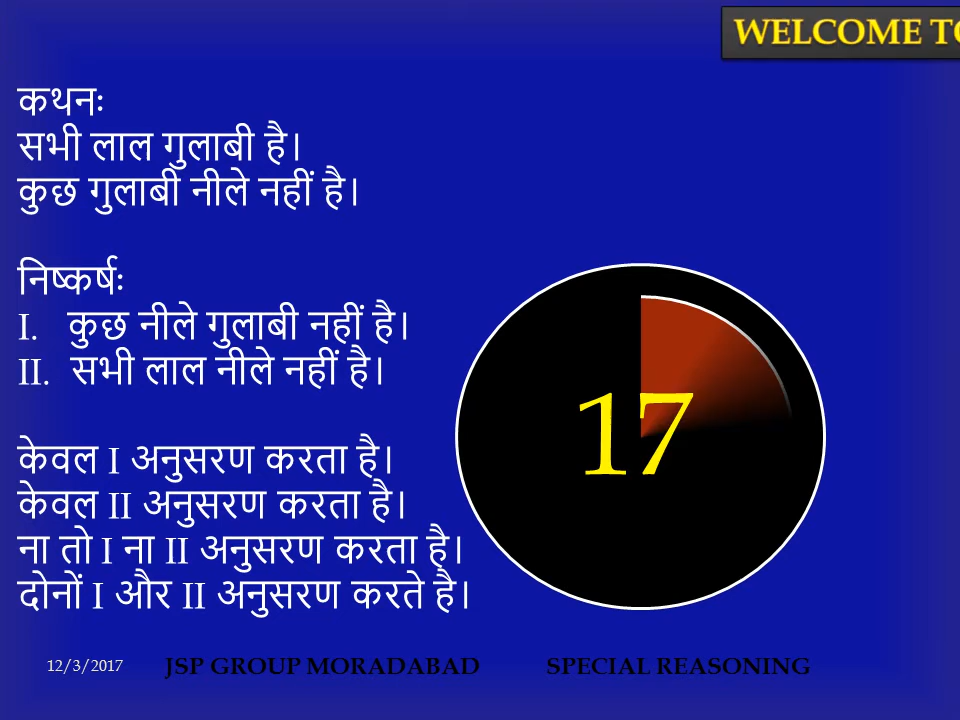 WELCOME TO
कथनः
सभी लाल गुलाबी है।
कुछ गुलाबी नीले नहीं है।
निष्कर्षः
I. कुछ नीले गुलाबी नहीं है।
II. सभी लाल नीले नहीं है।
17
केवल I अनुसरण करता है।
केवल II अनुसरण करता है।
ना तो I ना II अनुसरण करता है।
दोनों I और II अनुसरण करते है।
12/3/2017 JSP GROUP MORADABAD SPECIAL REASONING